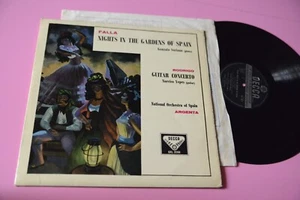 FALLA
NIGHTS IN THE GARDENS OF SPAIN
Gonzalo Soriano, piano
RODRIGO
GUITAR CONCERTO
Narciso Yepes guitar
National Orchestra of Spain
ARGENTA
DECCA
DECCA